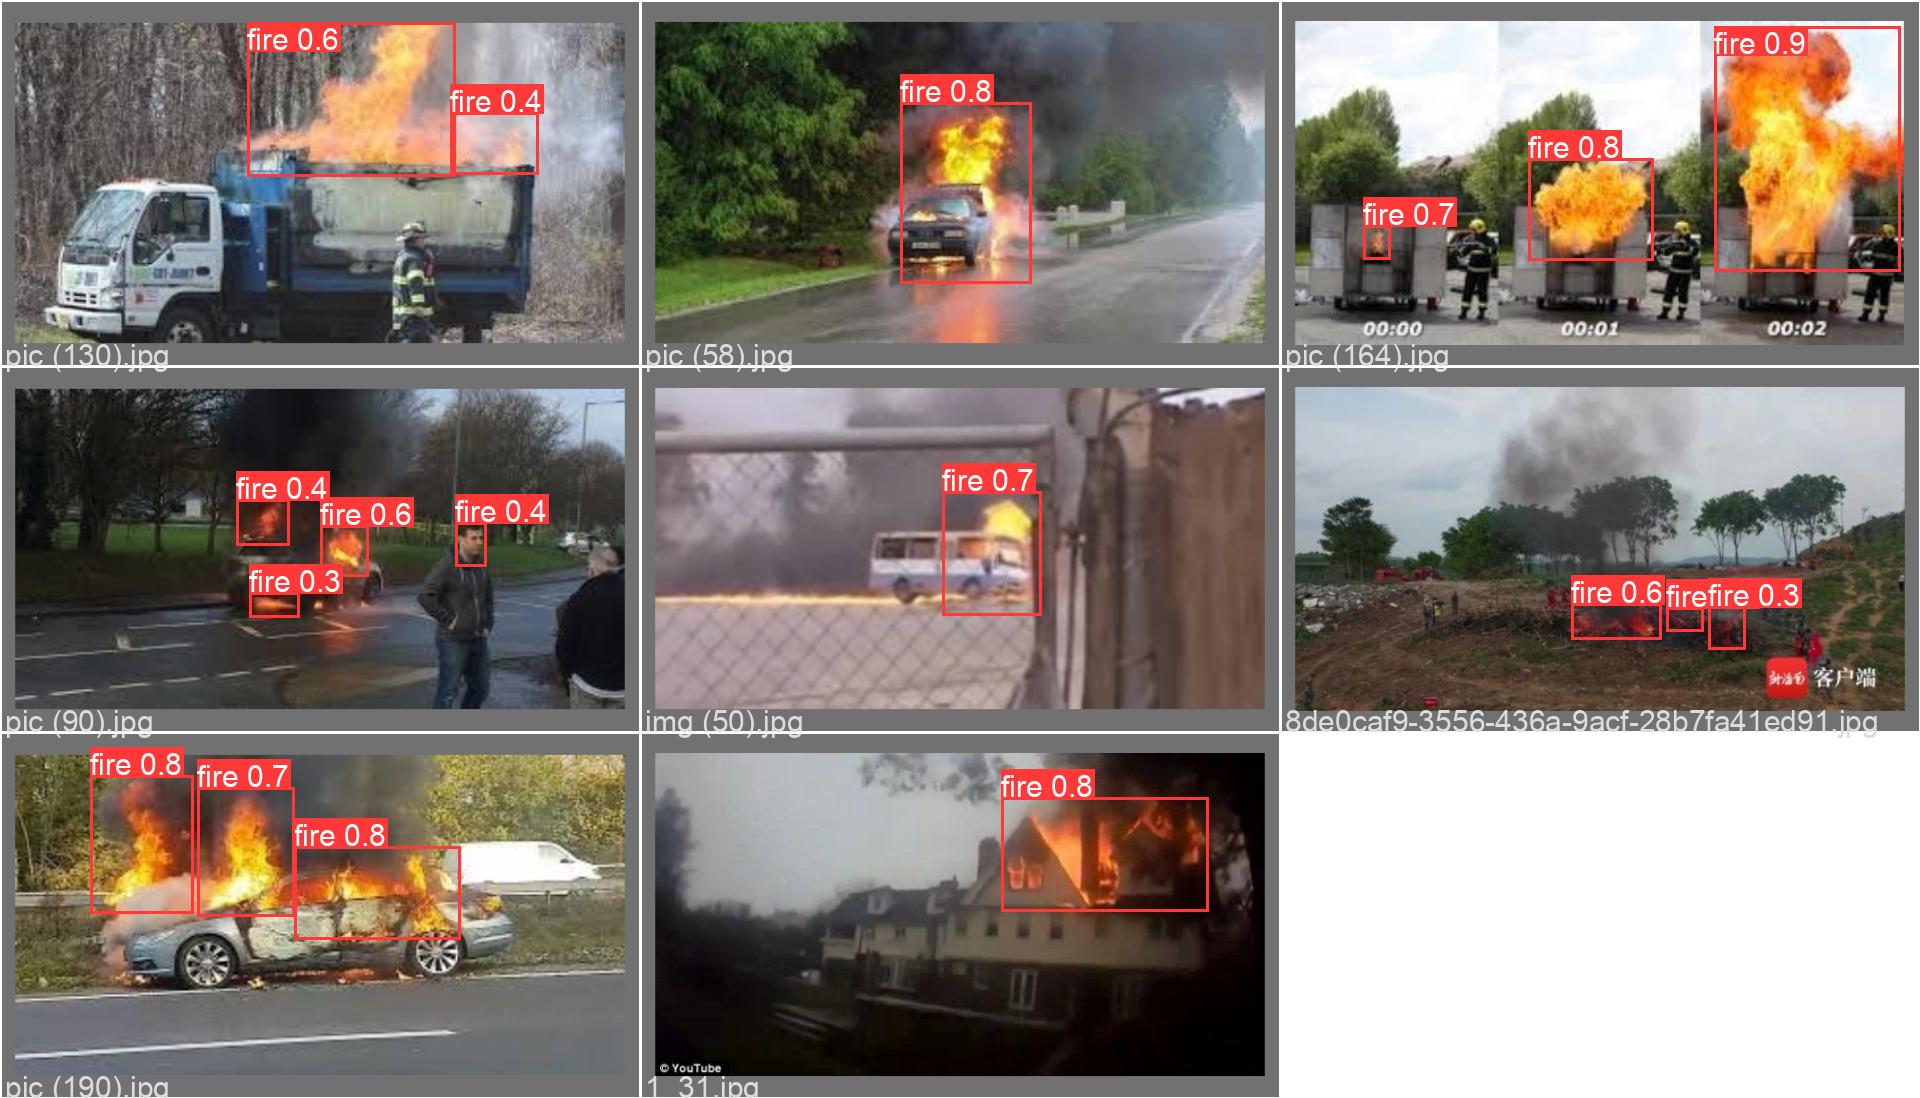 fire 0.6
fire 0.4
pic (130).jpg
fire 0.8
pic (58).jpg
fire 0.9
fire 0.8
fire 0.7
00:00
00:01
00:02
pic (164).jpg
fire 0.4
fire 0.6
fire 0.4
fire 0.3
pic (90).jpg
fire 0.7
img (50).jpg
fire 0.6
fire
fire 0.3
客户端
8de0caf9-3556-436a-9acf-28b7fa41ed91.jpg
fire 0.8
fire 0.7
fire 0.8
pic (190).jpg
fire 0.8
© YouTube
1_31.jpg